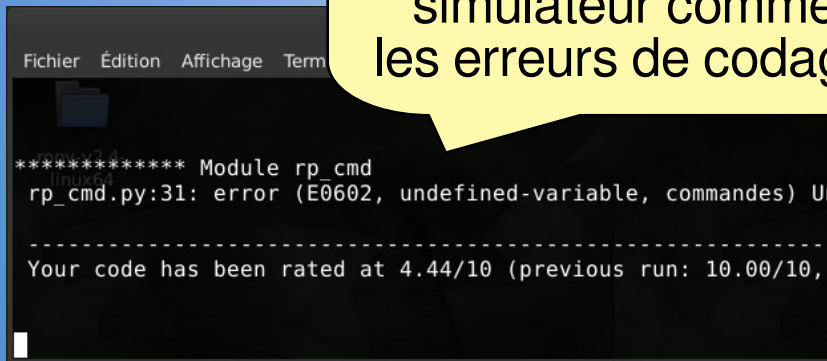 simulateur comme
les erreurs de codag
Fichier Édition Affichage Term
************* Module rp_cmd
linux64
rp_cmd.py:31: error (E0602, undefined-variable, commandes) Un
--------------------------------------------------------------
Your code has been rated at 4.44/10 (previous run: 10.00/10,